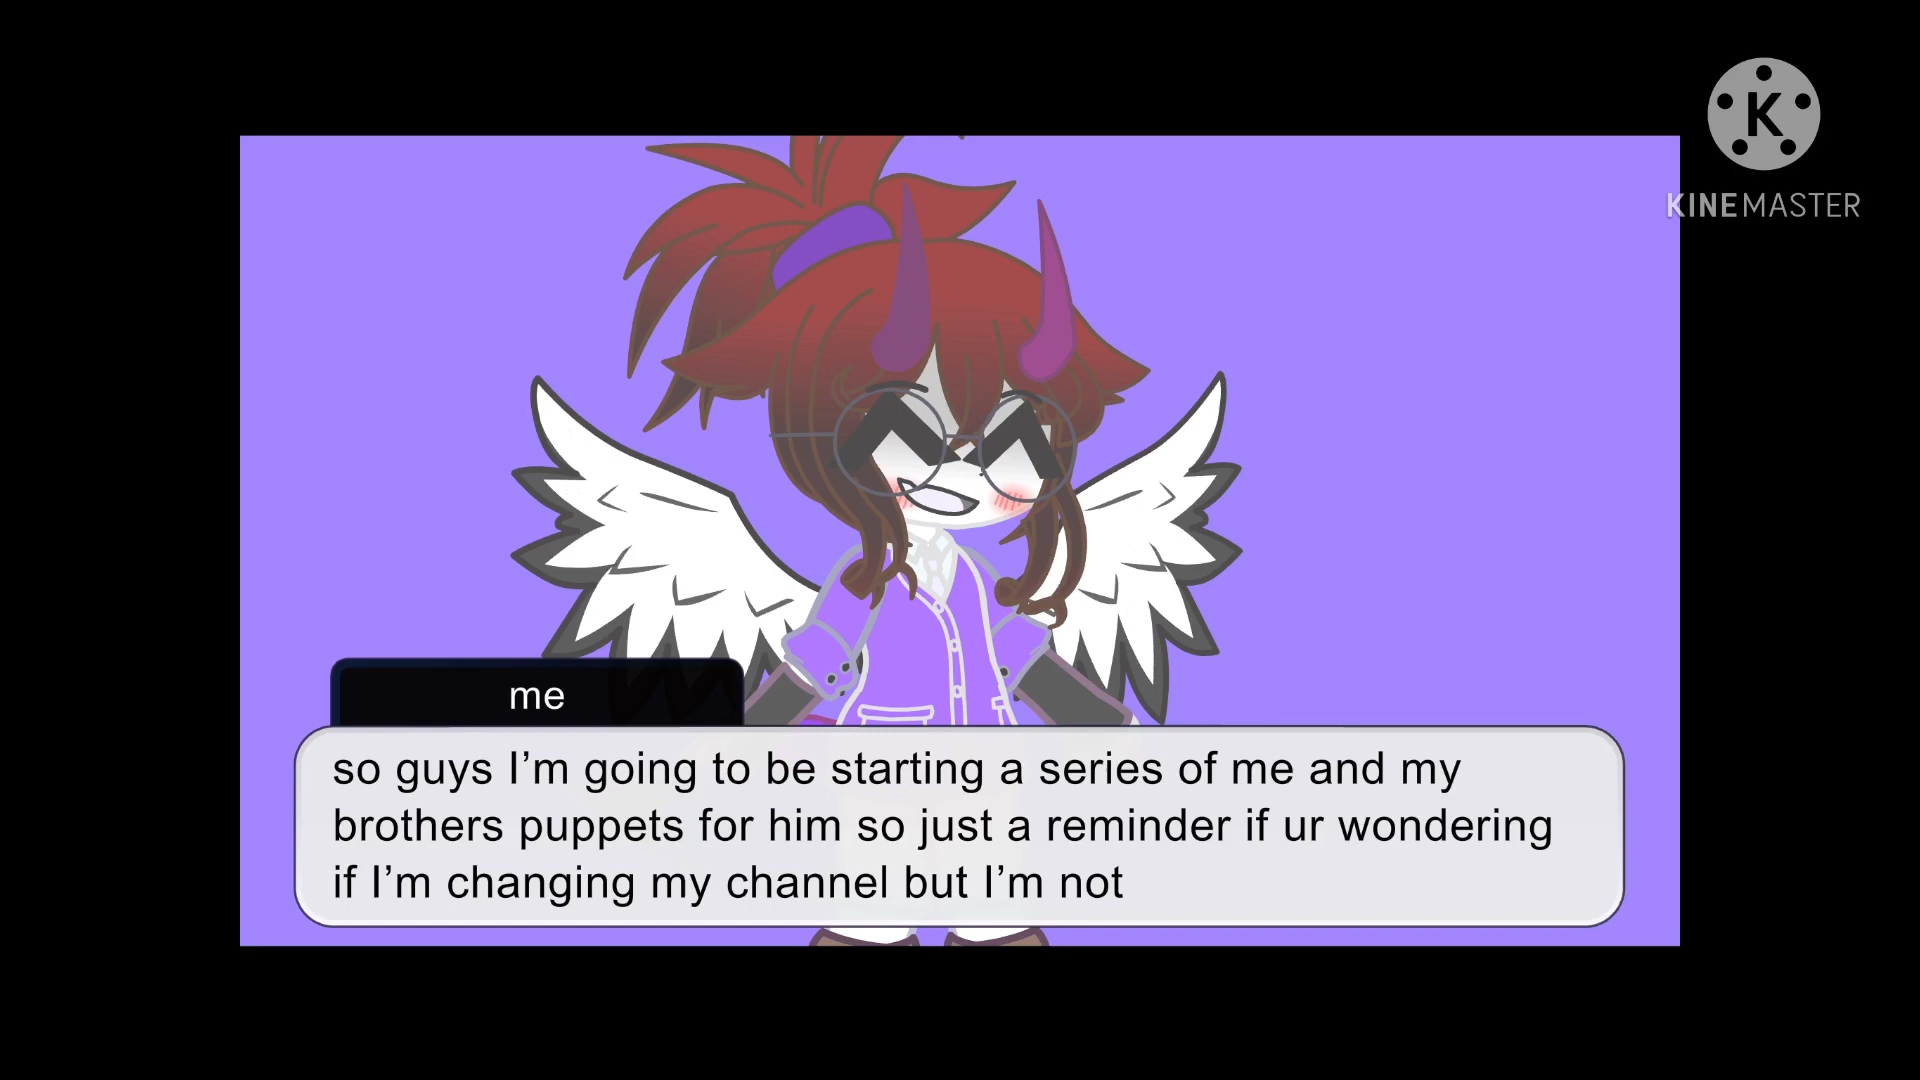 K
KINEMASTER
me
so guys I’m going to be starting a series of me and my
brothers puppets for him so just a reminder if ur wondering
if I’m changing my channel but I’m not